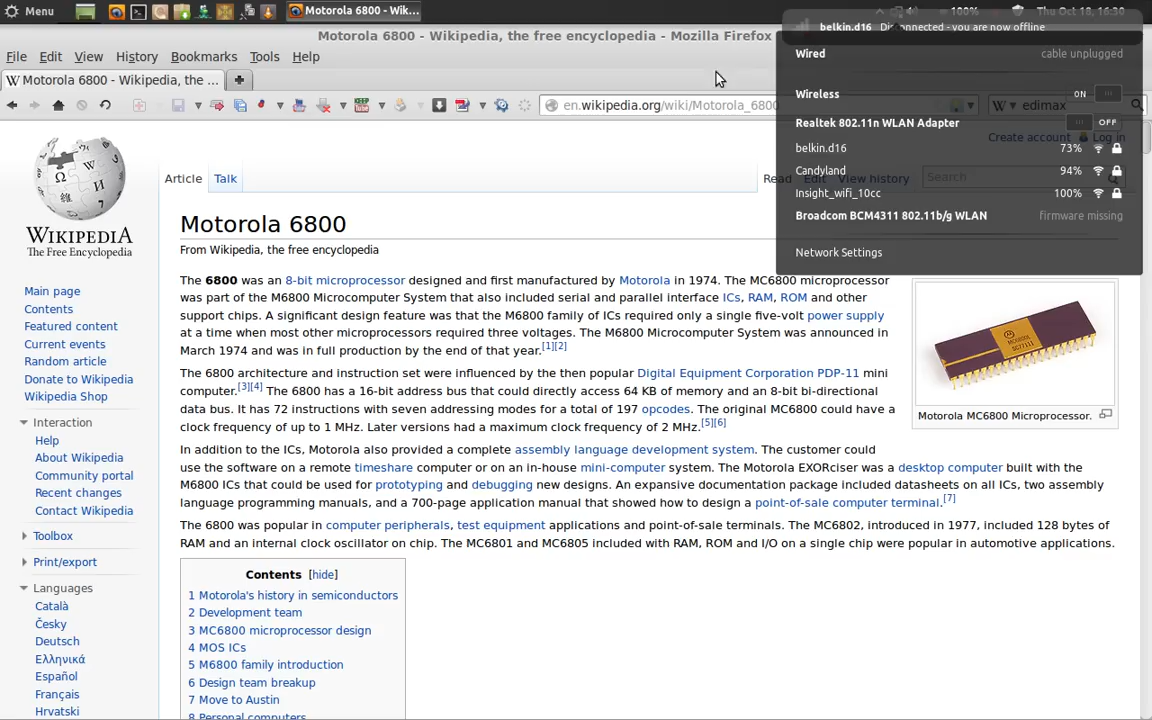 Menu
Motorola 6800 - Wik...
100%
Thu Oct 18, 16:30
Motorola 6800 - Wikipedia, the free encyclopedia - Mozilla Firefox
belkin.d16 Disconnected - you are now offline
File Edit View History Bookmarks Tools Help
W Motorola 6800 - Wikipedia, the ...
en.wikipedia.org/wiki/Motorola_6800
W edimax
Wired cable unplugged
Wireless ON
Realtek 802.11n WLAN Adapter OFF
belkin.d16 73%
Candyland 94%
Insight_wifi_10cc 100%
Broadcom BCM4311 802.11b/g WLAN firmware missing
Network Settings
Create account Log in
Article Talk Read Edit View history Search
WIKIPEDIA
The Free Encyclopedia
Main page
Contents
Featured content
Current events
Random article
Donate to Wikipedia
Wikipedia Shop
Interaction
Help
About Wikipedia
Community portal
Recent changes
Contact Wikipedia
Toolbox
Print/export
Languages
Català
Česky
Deutsch
Ελληνικά
Español
Français
Hrvatski
Motorola 6800
From Wikipedia, the free encyclopedia
The 6800 was an 8-bit microprocessor designed and first manufactured by Motorola in 1974. The MC6800 microprocessor
was part of the M6800 Microcomputer System that also included serial and parallel interface ICs, RAM, ROM and other
support chips. A significant design feature was that the M6800 family of ICs required only a single five-volt power supply
at a time when most other microprocessors required three voltages. The M6800 Microcomputer System was announced in
March 1974 and was in full production by the end of that year.[1][2]
The 6800 architecture and instruction set were influenced by the then popular Digital Equipment Corporation PDP-11 mini
computer.[3][4] The 6800 has a 16-bit address bus that could directly access 64 KB of memory and an 8-bit bi-directional
data bus. It has 72 instructions with seven addressing modes for a total of 197 opcodes. The original MC6800 could have a
clock frequency of up to 1 MHz. Later versions had a maximum clock frequency of 2 MHz.[5][6]
In addition to the ICs, Motorola also provided a complete assembly language development system. The customer could
use the software on a remote timeshare computer or on an in-house mini-computer system. The Motorola EXORciser was a desktop computer built with the
M6800 ICs that could be used for prototyping and debugging new designs. An expansive documentation package included datasheets on all ICs, two assembly
language programming manuals, and a 700-page application manual that showed how to design a point-of-sale computer terminal.[7]
The 6800 was popular in computer peripherals, test equipment applications and point-of-sale terminals. The MC6802, introduced in 1977, included 128 bytes of
RAM and an internal clock oscillator on chip. The MC6801 and MC6805 included with RAM, ROM and I/O on a single chip were popular in automotive applications.
Motorola MC6800 Microprocessor.
Contents [hide]
1 Motorola's history in semiconductors
2 Development team
3 MC6800 microprocessor design
4 MOS ICs
5 M6800 family introduction
6 Design team breakup
7 Move to Austin
8 Personal computers